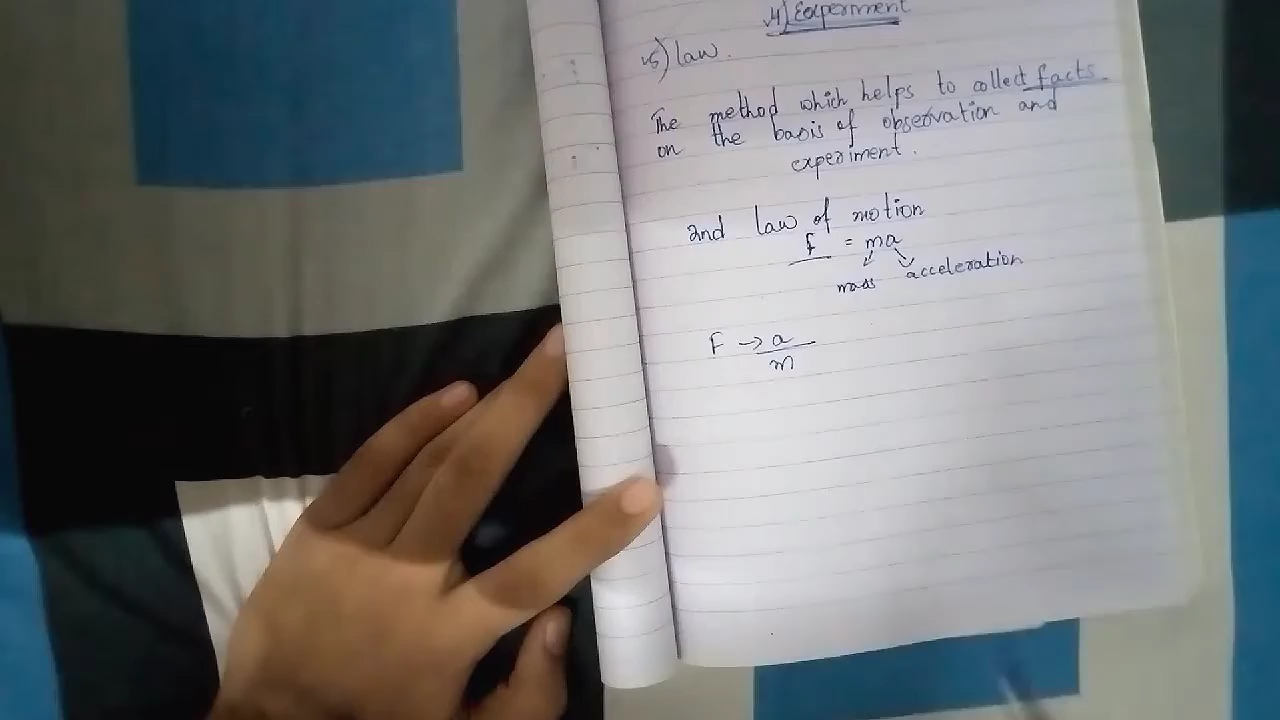 4) Experiment
5) law.
The method which helps to collect facts
on the basis of observation and
experiment.
2nd law of motion
f = ma
mass acceleration
F → a
m